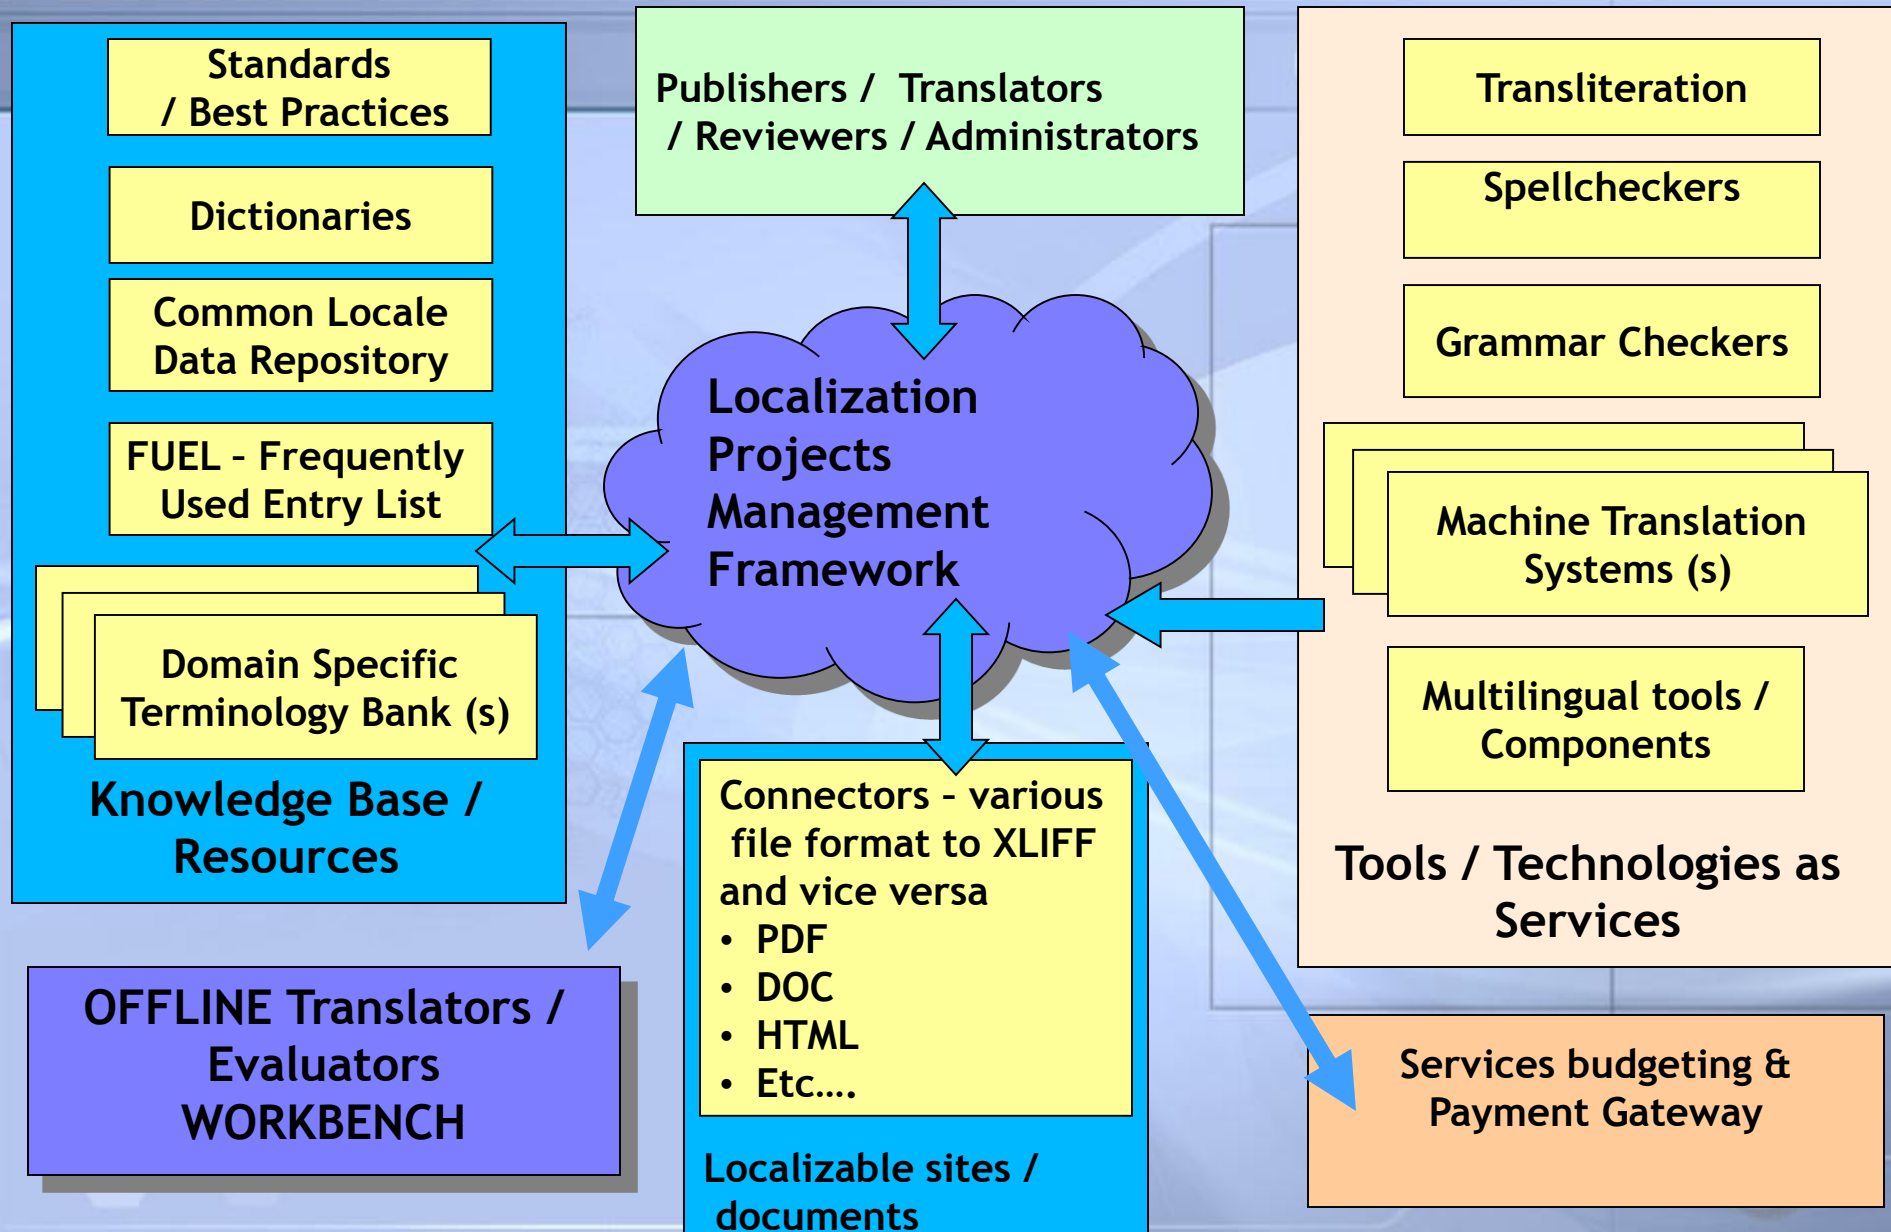 Standards
/ Best Practices
Dictionaries
Common Locale
Data Repository
FUEL – Frequently
Used Entry List
Domain Specific
Terminology Bank (s)
Knowledge Base /
Resources
OFFLINE Translators /
Evaluators
WORKBENCH
Publishers / Translators
/ Reviewers / Administrators
Localization
Projects
Management
Framework
Connectors – various
file format to XLIFF
and vice versa
• PDF
• DOC
• HTML
• Etc....
Localizable sites /
documents
Transliteration
Spellcheckers
Grammar Checkers
Machine Translation
Systems (s)
Multilingual tools /
Components
Tools / Technologies as
Services
Services budgeting &
Payment Gateway